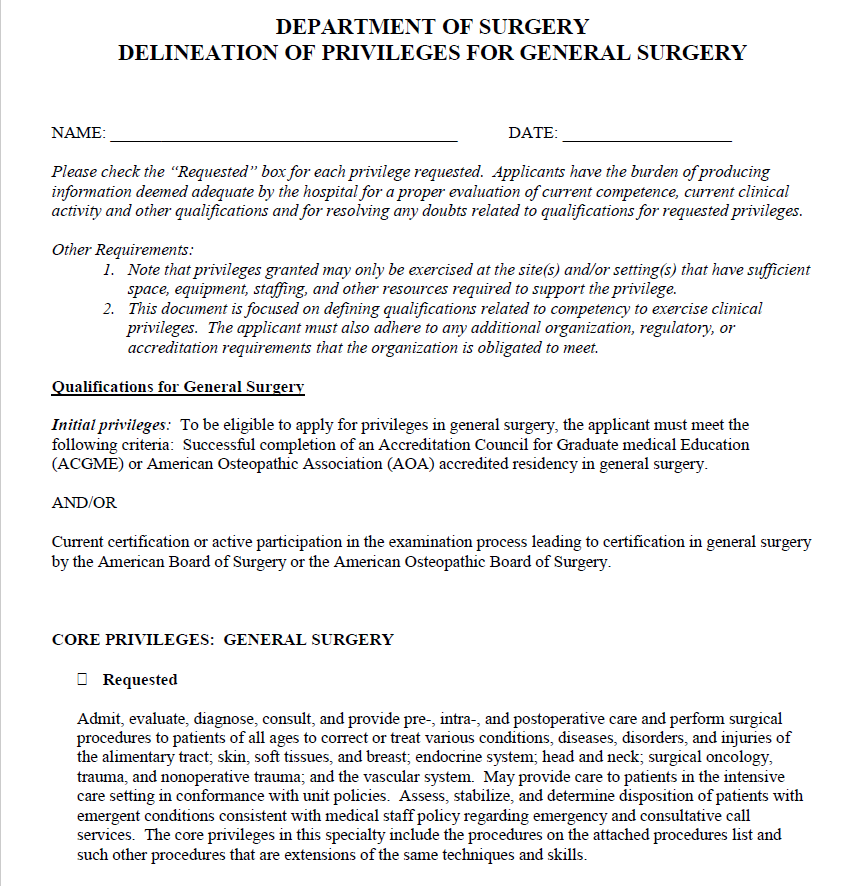 DEPARTMENT OF SURGERY
DELINEATION OF PRIVILEGES FOR GENERAL SURGERY
NAME: ________________________________________ DATE: ____________________
Please check the “Requested” box for each privilege requested. Applicants have the burden of producing
information deemed adequate by the hospital for a proper evaluation of current competence, current clinical
activity and other qualifications and for resolving any doubts related to qualifications for requested privileges.
Other Requirements:
1. Note that privileges granted may only be exercised at the site(s) and/or setting(s) that have sufficient
space, equipment, staffing, and other resources required to support the privilege.
2. This document is focused on defining qualifications related to competency to exercise clinical
privileges. The applicant must also adhere to any additional organization, regulatory, or
accreditation requirements that the organization is obligated to meet.
Qualifications for General Surgery
Initial privileges: To be eligible to apply for privileges in general surgery, the applicant must meet the
following criteria: Successful completion of an Accreditation Council for Graduate medical Education
(ACGME) or American Osteopathic Association (AOA) accredited residency in general surgery.
AND/OR
Current certification or active participation in the examination process leading to certification in general surgery
by the American Board of Surgery or the American Osteopathic Board of Surgery.
CORE PRIVILEGES: GENERAL SURGERY
☐ Requested
Admit, evaluate, diagnose, consult, and provide pre-, intra-, and postoperative care and perform surgical
procedures to patients of all ages to correct or treat various conditions, diseases, disorders, and injuries of
the alimentary tract; skin, soft tissues, and breast; endocrine system; head and neck; surgical oncology,
trauma, and nonoperative trauma; and the vascular system. May provide care to patients in the intensive
care setting in conformance with unit policies. Assess, stabilize, and determine disposition of patients with
emergent conditions consistent with medical staff policy regarding emergency and consultative call
services. The core privileges in this specialty include the procedures on the attached procedures list and
such other procedures that are extensions of the same techniques and skills.